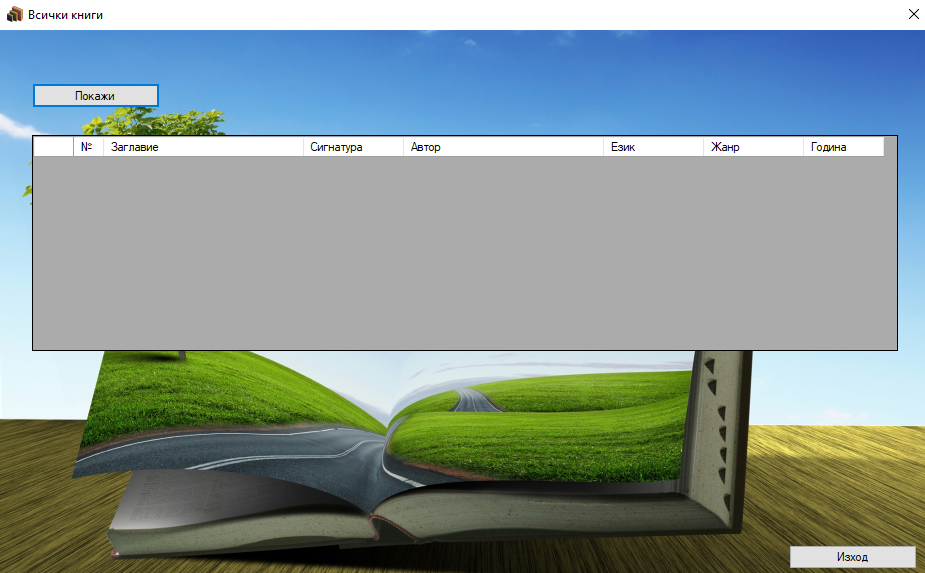 Всички книги
Покажи
№ Заглавие Сигнатура Автор Език Жанр Година
Изход